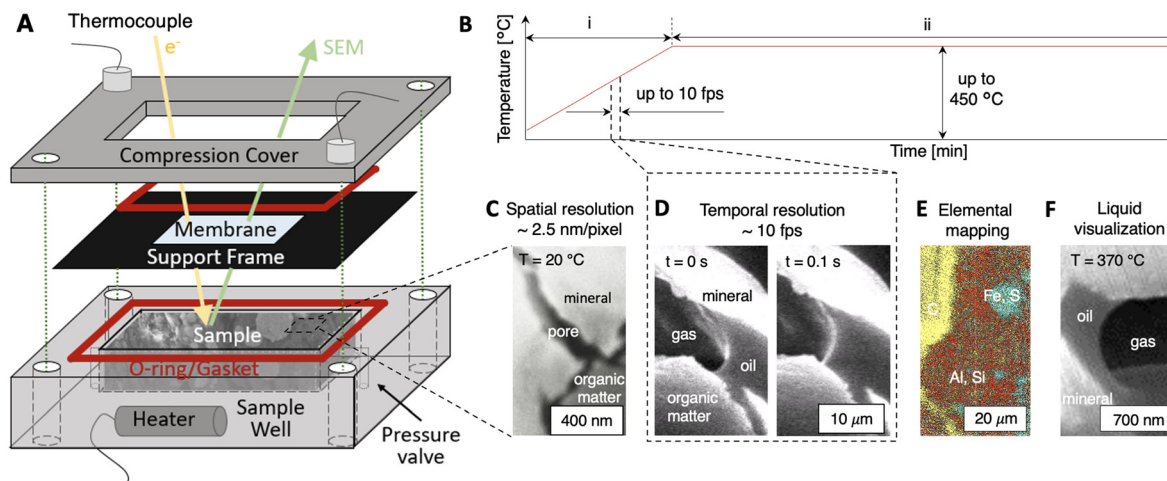 A
Thermocouple
e-
SEM
Compression Cover
Membrane
Support Frame
Sample
O-ring/Gasket
Heater
Sample
Well
Pressure
valve
B
Temperature [°C]
i
ii
up to 10 fps
up to
450 °C
Time [min]
C
Spatial resolution
~ 2.5 nm/pixel
T = 20 °C
mineral
pore
organic
matter
400 nm
D
Temporal resolution
~ 10 fps
t = 0 s
mineral
gas
oil
organic
matter
t = 0.1 s
10 μm
E
Elemental
mapping
C
Fe, S
Al, Si
20 μm
F
Liquid
visualization
T = 370 °C
oil
gas
mineral
700 nm